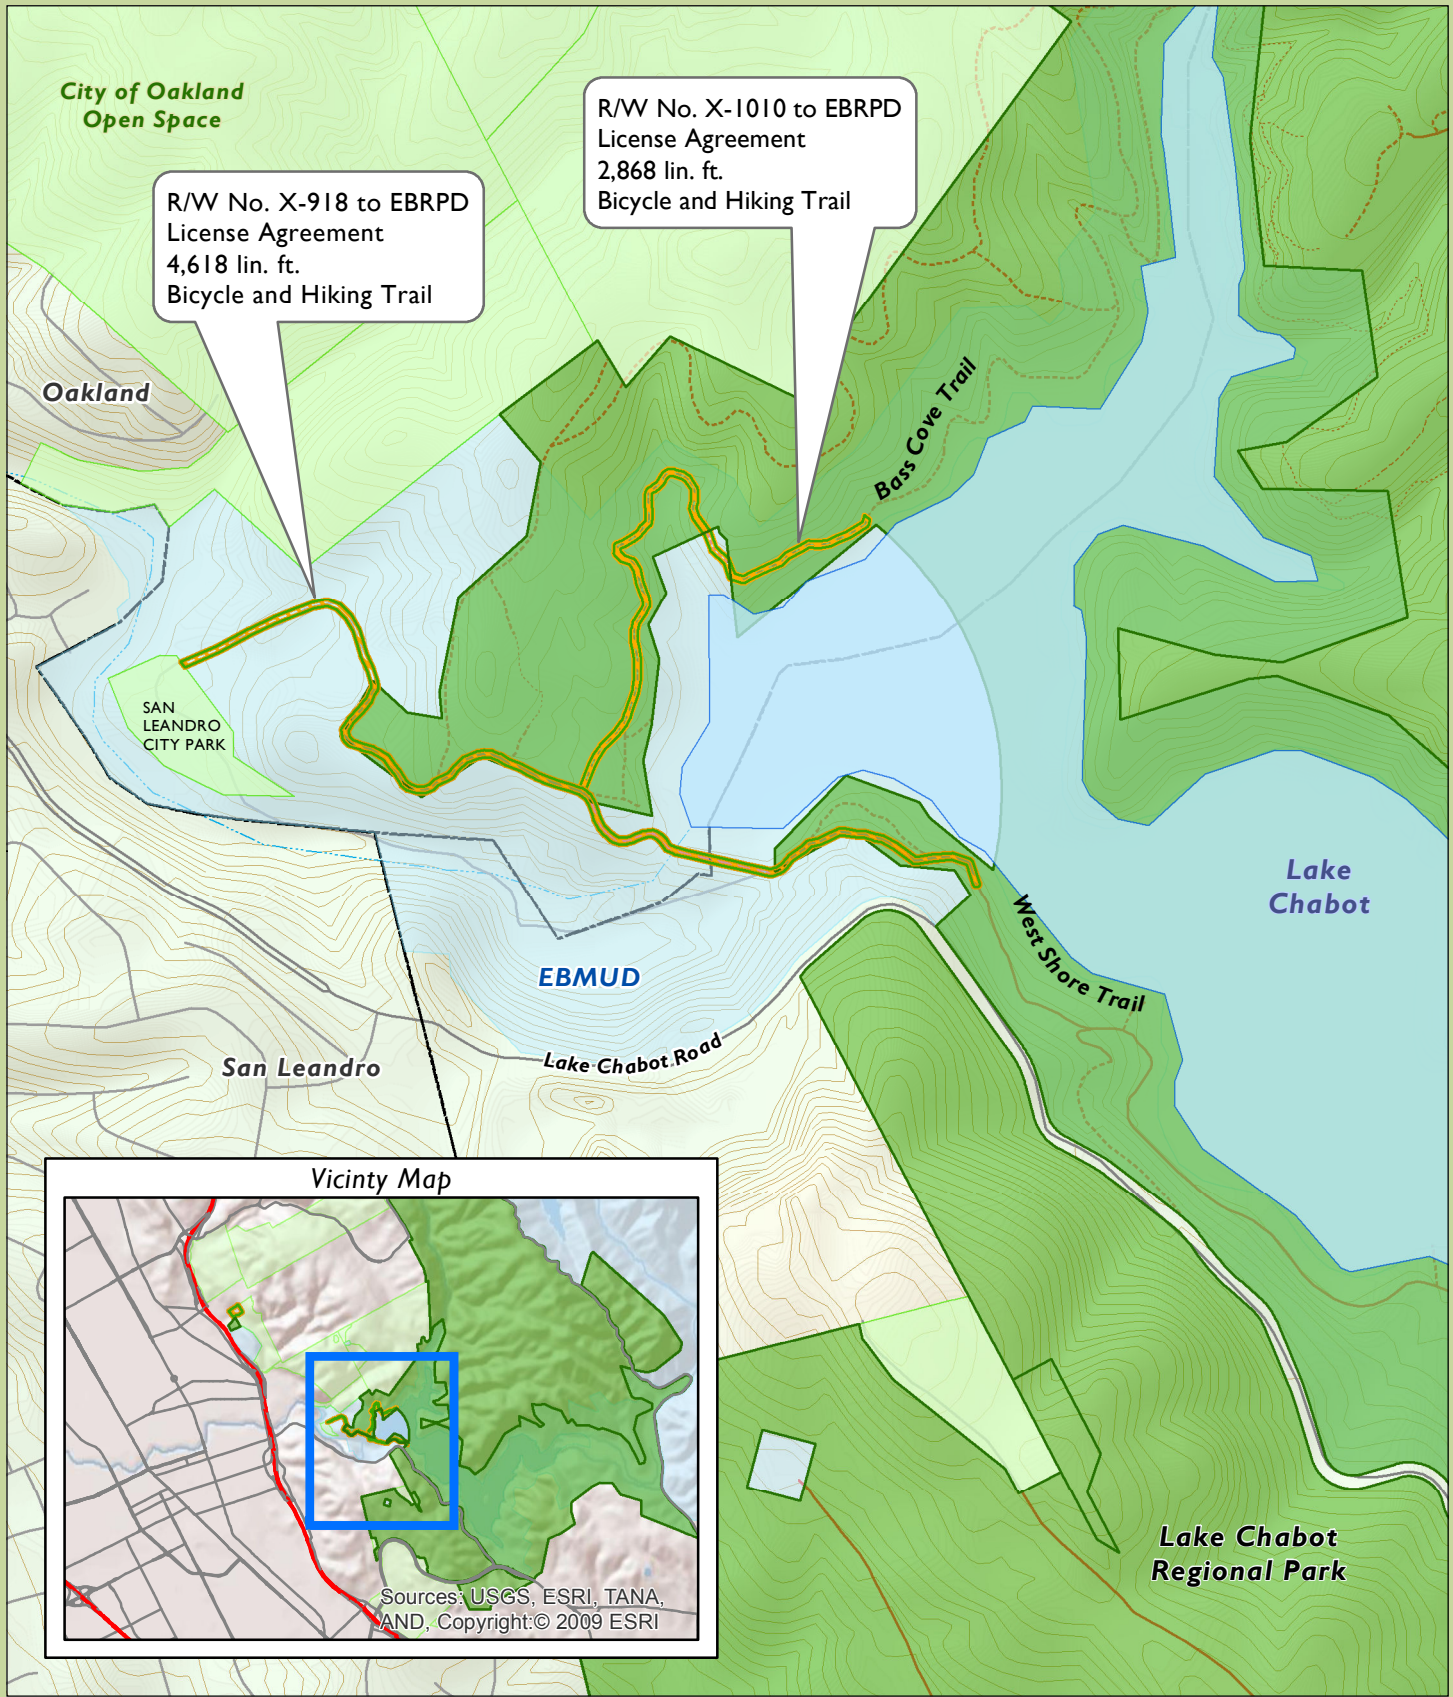 City of Oakland
Open Space
R/W No. X-1010 to EBRPD
License Agreement
2,868 lin. ft.
Bicycle and Hiking Trail
R/W No. X-918 to EBRPD
License Agreement
4,618 lin. ft.
Bicycle and Hiking Trail
Oakland
Bass Cove Trail
SAN
LEANDRO
CITY PARK
Lake
Chabot
West Shore Trail
EBMUD
Lake Chabot Road
San Leandro
Vicinty Map
Sources: USGS, ESRI, TANA,
AND, Copyright:© 2009 ESRI
Lake Chabot
Regional Park